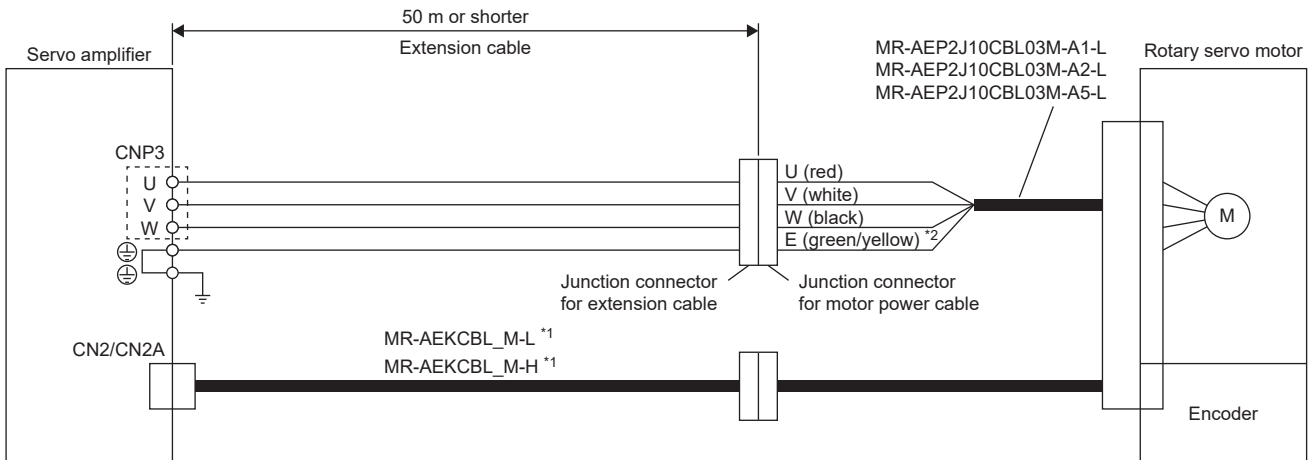 50 m or shorter
Extension cable
Servo amplifier
MR-AEP2J10CBL03M-A1-L
MR-AEP2J10CBL03M-A2-L
MR-AEP2J10CBL03M-A5-L
Rotary servo motor
CNP3
U
V
W
U (red)
V (white)
W (black)
E (green/yellow) *2
M
Junction connector
for extension cable
Junction connector
for motor power cable
CN2/CN2A
MR-AEKCBL_M-L *1
MR-AEKCBL_M-H *1
Encoder